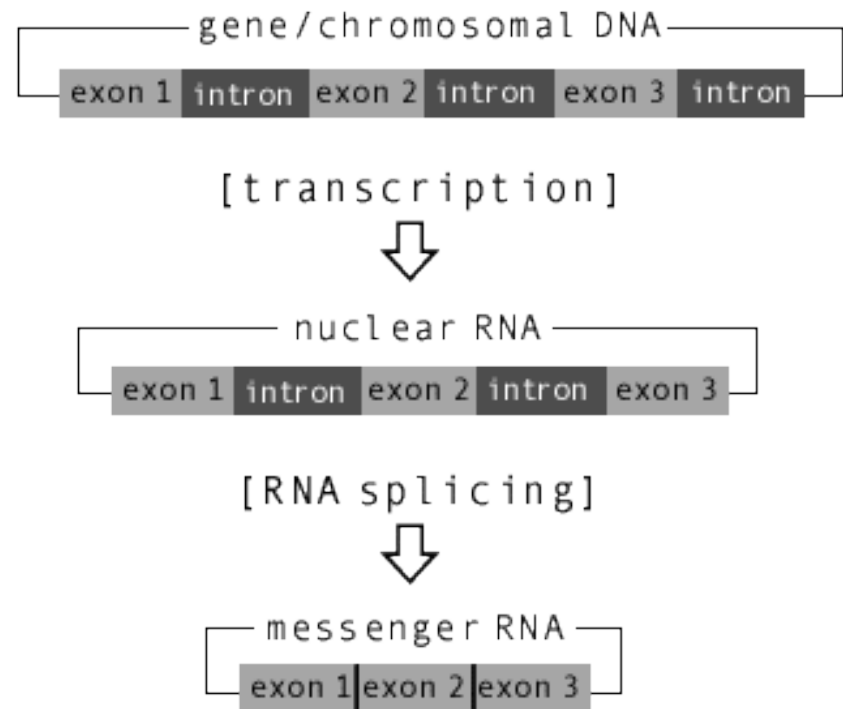 gene/chromosomal DNA
exon 1 intron exon 2 intron exon 3 intron
[transcription]
nuclear RNA
exon 1 intron exon 2 intron exon 3
[RNA splicing]
messenger RNA
exon 1 exon 2 exon 3